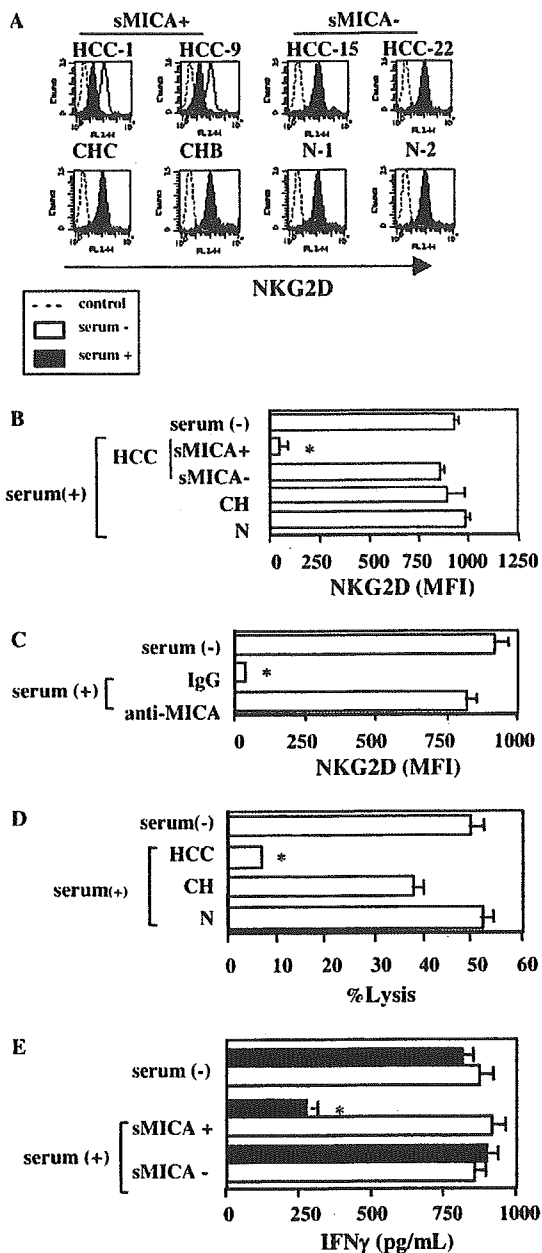 A
sMICA+ sMICA-
HCC-1 HCC-9 HCC-15 HCC-22
CHC CHB N-1 N-2
NKG2D
control
serum -
serum +
B
serum (-)
HCC
sMICA+
*
sMICA-
serum(+)
CH
N
0 250 500 750 1000 1250
NKG2D (MFI)
C
serum (-)
IgG
*
serum (+)
anti-MICA
0 250 500 750 1000
NKG2D (MFI)
D
serum(-)
HCC
*
serum(+)
CH
N
0 10 20 30 40 50 60
%Lysis
E
serum (-)
sMICA +
*
serum (+)
sMICA -
0 250 500 750 1000
IFNγ (pg/mL)